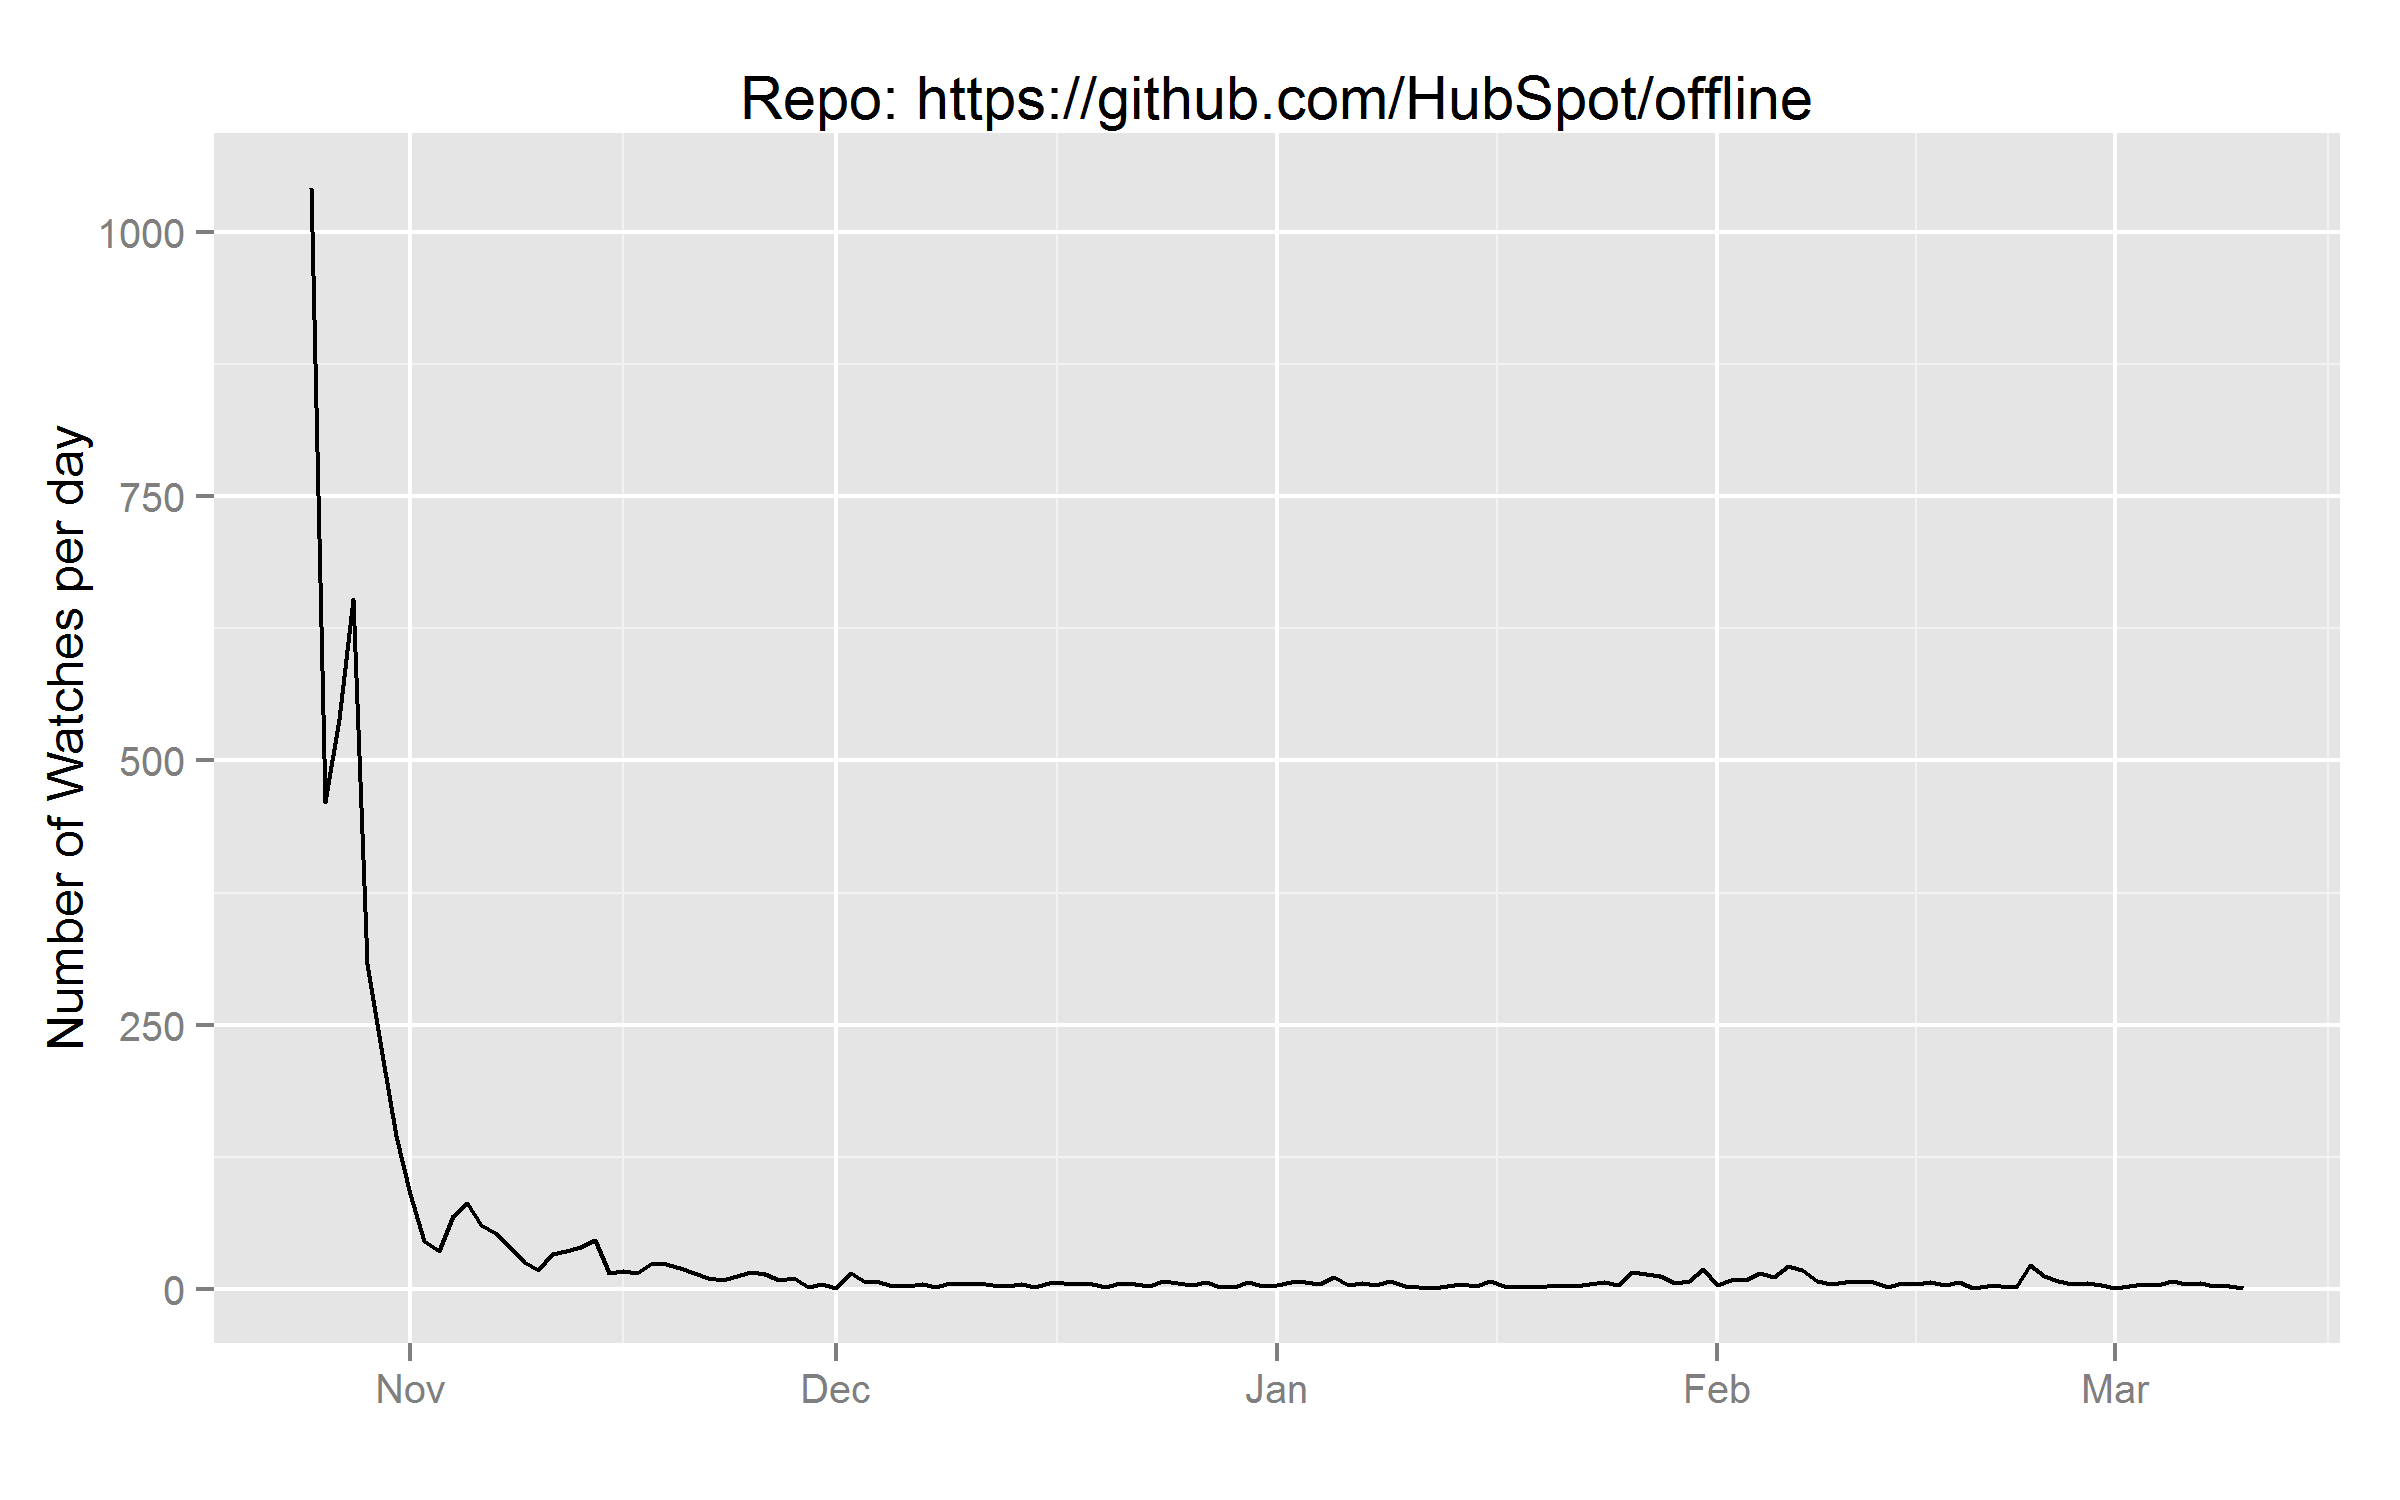 Repo: https://github.com/HubSpot/offline
Number of Watches per day
1000
750
500
250
0
Nov
Dec
Jan
Feb
Mar